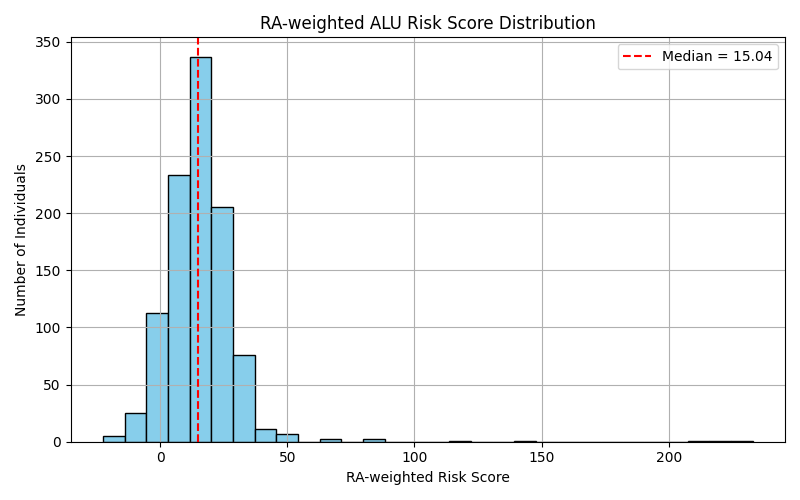 RA-weighted ALU Risk Score Distribution
Median = 15.04
350
300
250
200
150
100
50
0
Number of Individuals
0 50 100 150 200
RA-weighted Risk Score